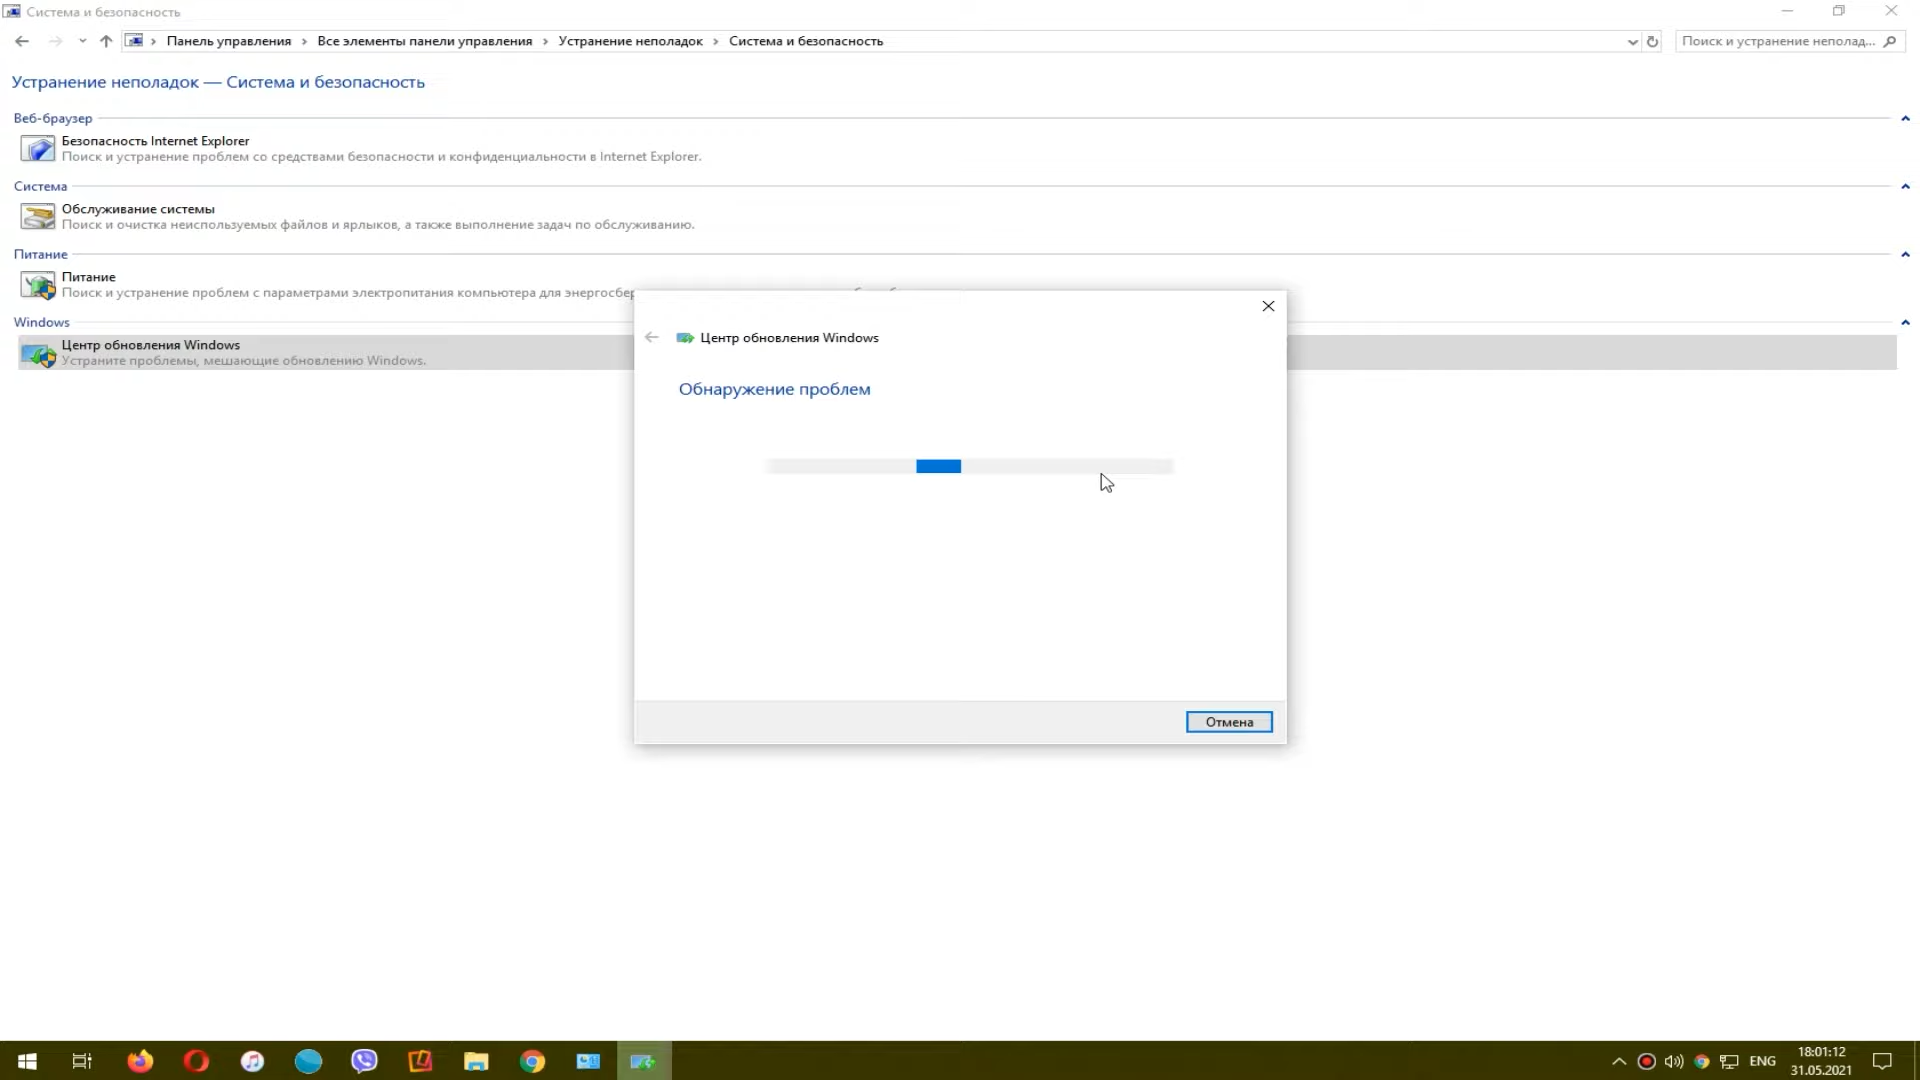 Система и безопасность
Панель управления › Все элементы панели управления › Устранение неполадок › Система и безопасность
Поиск и устранение неполад...
Устранение неполадок — Система и безопасность
Веб-браузер
Безопасность Internet Explorer
Поиск и устранение проблем со средствами безопасности и конфиденциальности в Internet Explorer.
Система
Обслуживание системы
Поиск и очистка неиспользуемых файлов и ярлыков, а также выполнение задач по обслуживанию.
Питание
Питание
Поиск и устранение проблем с параметрами электропитания компьютера для
Windows
Центр обновления Windows
Устраните проблемы, мешающие обновлению Windows.
Центр обновления Windows
Обнаружение проблем
Отмена
ENG
18:01:12
31.05.2021